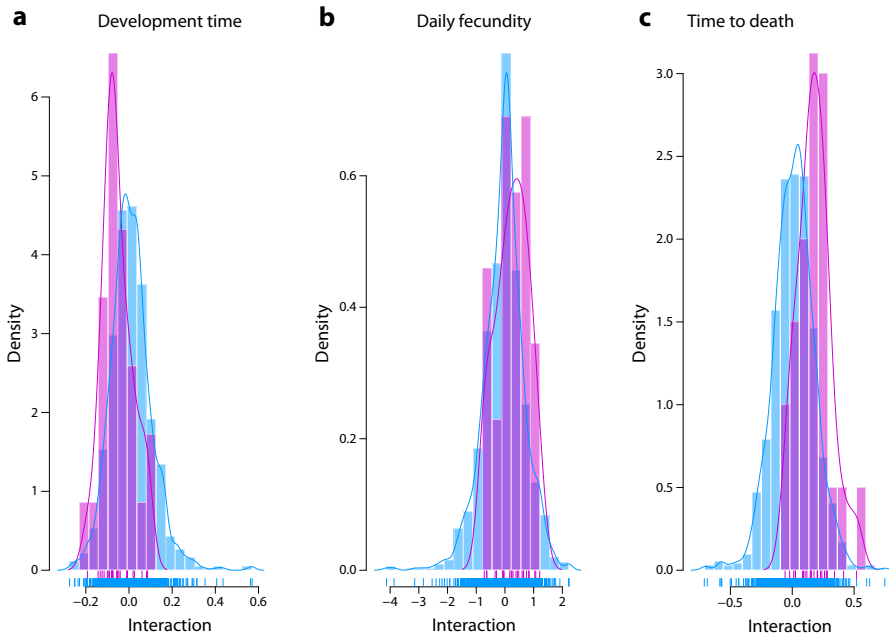 a Development time
6
5
4
3
2
1
0
Density
−0.2 0.0 0.2 0.4 0.6
Interaction
b Daily fecundity
0.6
0.4
0.2
0.0
Density
−4 −3 −2 −1 0 1 2
Interaction
c Time to death
3.0
2.5
2.0
1.5
1.0
0.5
0.0
Density
−0.5 0.0 0.5
Interaction